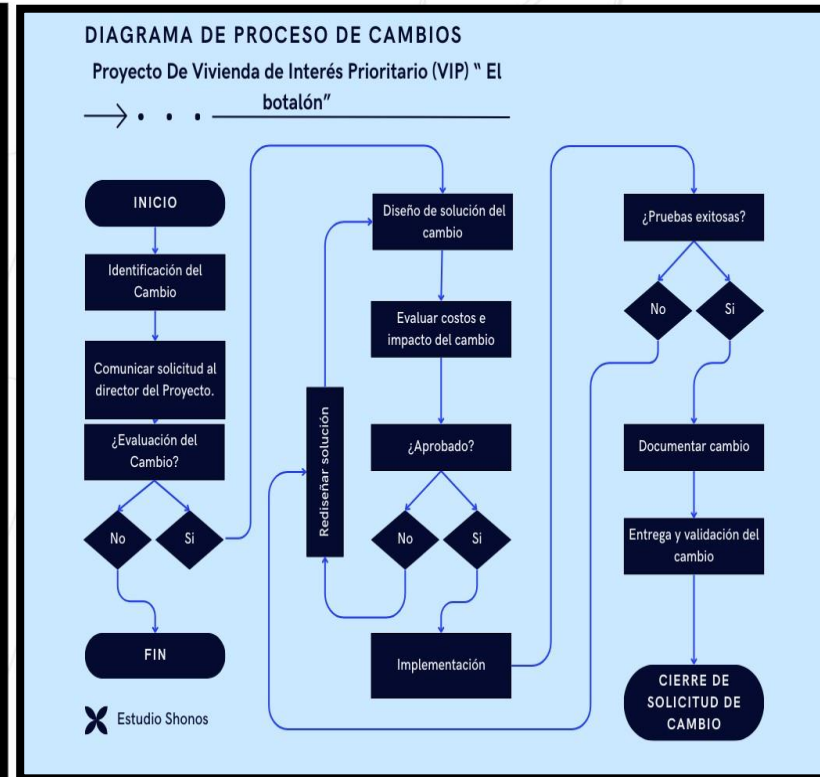 DIAGRAMA DE PROCESO DE CAMBIOS
Proyecto De Vivienda de Interés Prioritario (VIP) “ El
botalón”
INICIO
Identificación del
Cambio
Comunicar solicitud al
director del Proyecto.
¿Evaluación del
Cambio?
No
Si
FIN
Estudio Shonos
Diseño de solución del
cambio
Evaluar costos e
impacto del cambio
Rediseñar solución
¿Aprobado?
No
Si
Implementación
¿Pruebas exitosas?
No
Si
Documentar cambio
Entrega y validación del
cambio
CIERRE DE
SOLICITUD DE
CAMBIO